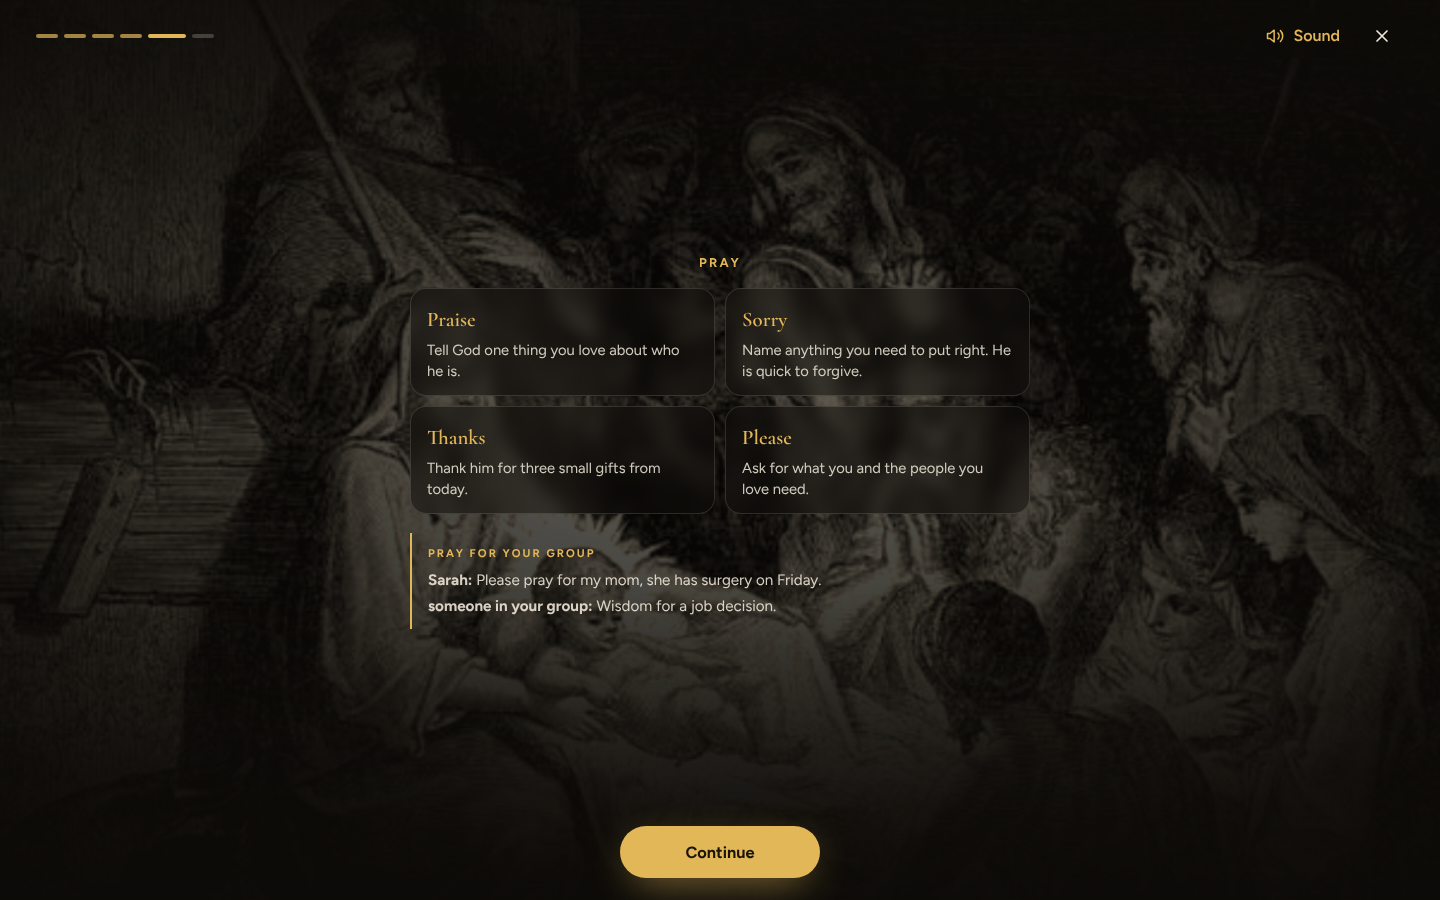 Sound
PRAY
Praise
Tell God one thing you love about who
he is.
Sorry
Name anything you need to put right. He
is quick to forgive.
Thanks
Thank him for three small gifts from
today.
Please
Ask for what you and the people you
love need.
PRAY FOR YOUR GROUP
Sarah: Please pray for my mom, she has surgery on Friday.
someone in your group: Wisdom for a job decision.
Continue